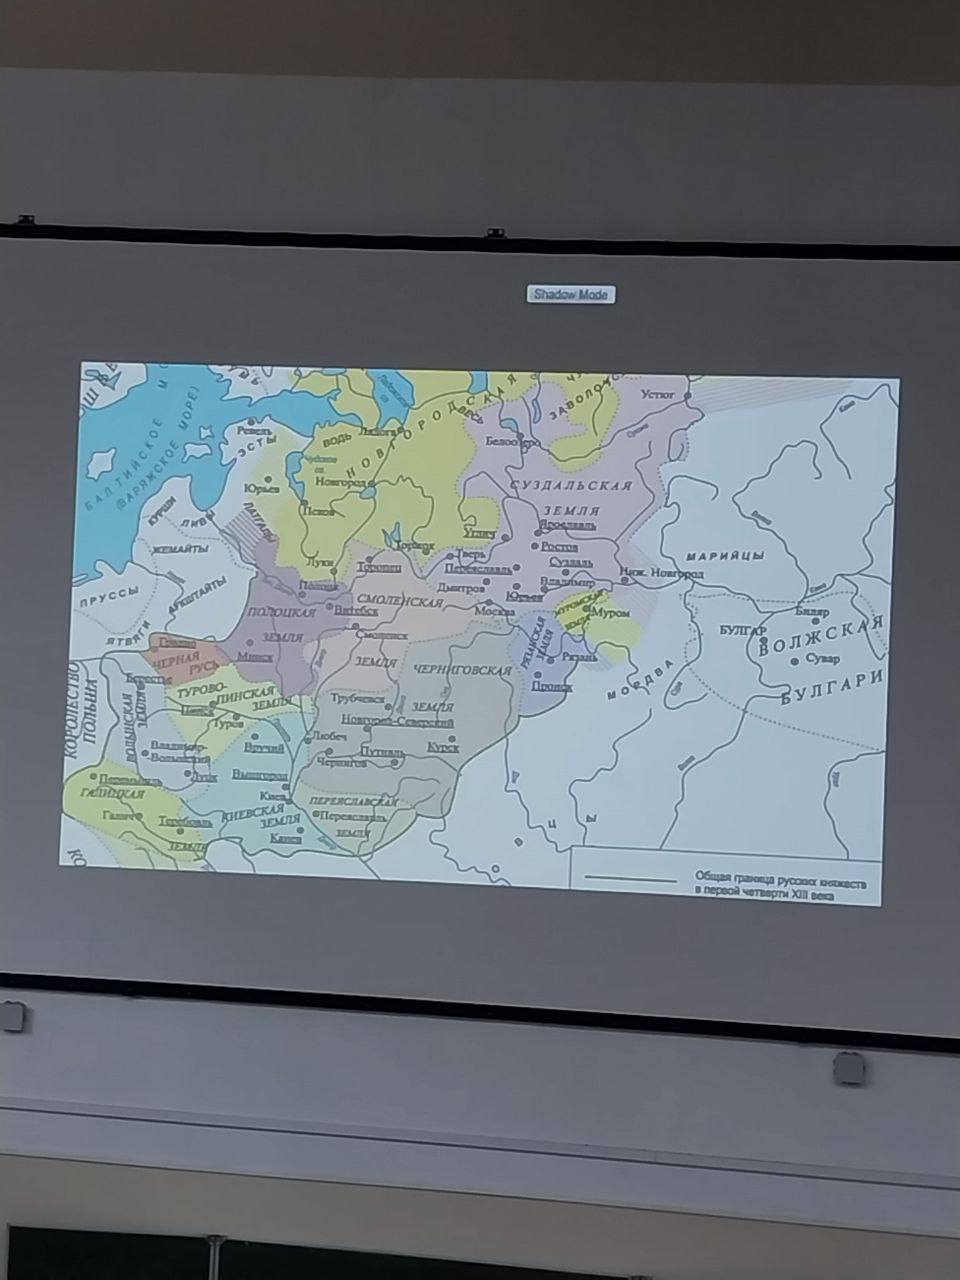 Shadow Mode
БАЛТИЙСКОЕ
(ВАРЯЖСКОЕ МОРЕ)
Ревель
ЭСТЫ
ВОДЬ
Ладога
НОВГОРОДСКАЯ
ВЕСЬ
Устюг
Белоозеро
Чудское
оз.
Юрьев
Новгород
Псков
СУЗДАЛЬСКАЯ
ЗЕМЛЯ
КУРШИ
ЛИВЫ
ЛАТГАЛЫ
Углич
Ярославль
ЖЕМАЙТЫ
Торжок
Тверь
Ростов
МАРИЙЦЫ
Луки
Торопец
Переяславль
Суздаль
Ниж. Новгород
ПРУССЫ
АУКШТАЙТЫ
Полоцк
Дмитров
Юрьев
Владимир
ПОЛОЦКАЯ
ЗЕМЛЯ
Витебск
СМОЛЕНСКАЯ
ЗЕМЛЯ
Москва
МУРОМСКАЯ
ЗЕМЛЯ
Муром
Биляр
ЯТВЯГИ
Смоленск
РЯЗАНСКАЯ
ЗЕМЛЯ
БУЛГАР
ВОЛЖСКАЯ
БУЛГАРИ
Сувар
Минск
Рязань
ЧЕРНАЯ
РУСЬ
ЧЕРНИГОВСКАЯ
ЗЕМЛЯ
Пронск
МОРДВА
КОРОЛЕВСТВО
ПОЛЬША
Берестье
ТУРОВО-
ПИНСКАЯ
ЗЕМЛЯ
Пинск
Туров
Трубчевск
Новгород-Северский
ВОЛЫНСКАЯ
ЗЕМЛЯ
Владимир-
Волынский
Вручий
Любеч
Чернигов
Путивль
Курск
Перемышль
Луцк
Вышгород
Киев
ГАЛИЦКАЯ
ЗЕМЛЯ
Галич
Теребовль
КИЕВСКАЯ
ЗЕМЛЯ
Канев
ПЕРЕЯСЛАВСКАЯ
ЗЕМЛЯ
Переяславль
ОВЦЫ
Общая граница русских княжеств
в первой четверти XIII века